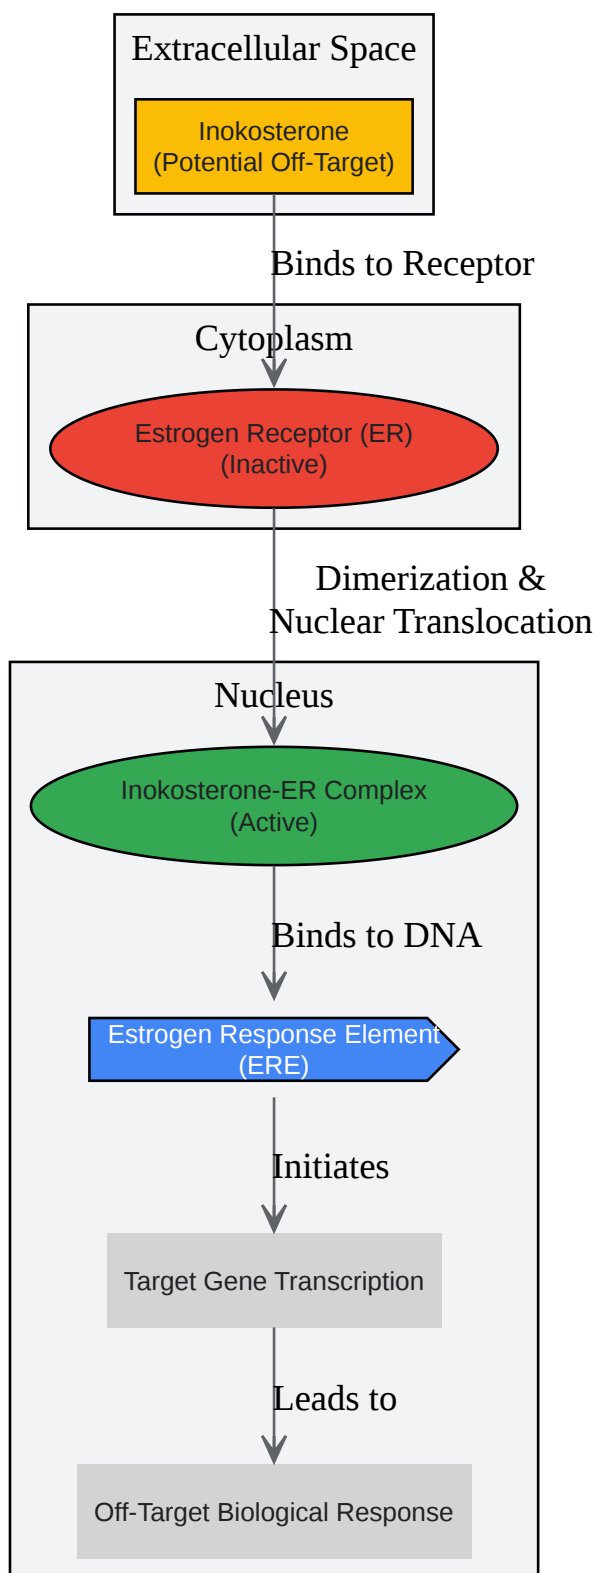 Extracellular Space
Inokosterone
(Potential Off-Target)
Binds to Receptor
Cytoplasm
Estrogen Receptor (ER)
(Inactive)
Dimerization &
Nuclear Translocation
Nucleus
Inokosterone-ER Complex
(Active)
Binds to DNA
Estrogen Response Element
(ERE)
Initiates
Target Gene Transcription
Leads to
Off-Target Biological Response